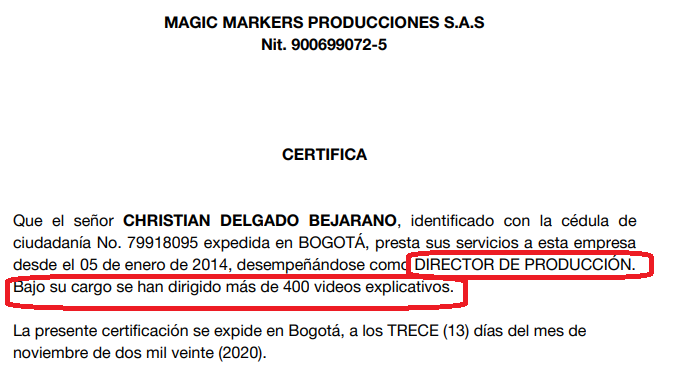 MAGIC MARKERS PRODUCCIONES S.A.S
Nit. 900699072-5
CERTIFICA
Que el señor CHRISTIAN DELGADO BEJARANO, identificado con la cédula de
ciudadanía No. 79918095 expedida en BOGOTÁ, presta sus servicios a esta empresa
desde el 05 de enero de 2014, desempeñándose como DIRECTOR DE PRODUCCIÓN.
Bajo su cargo se han dirigido más de 400 videos explicativos.
La presente certificación se expide en Bogotá, a los TRECE (13) días del mes de
noviembre de dos mil veinte (2020).